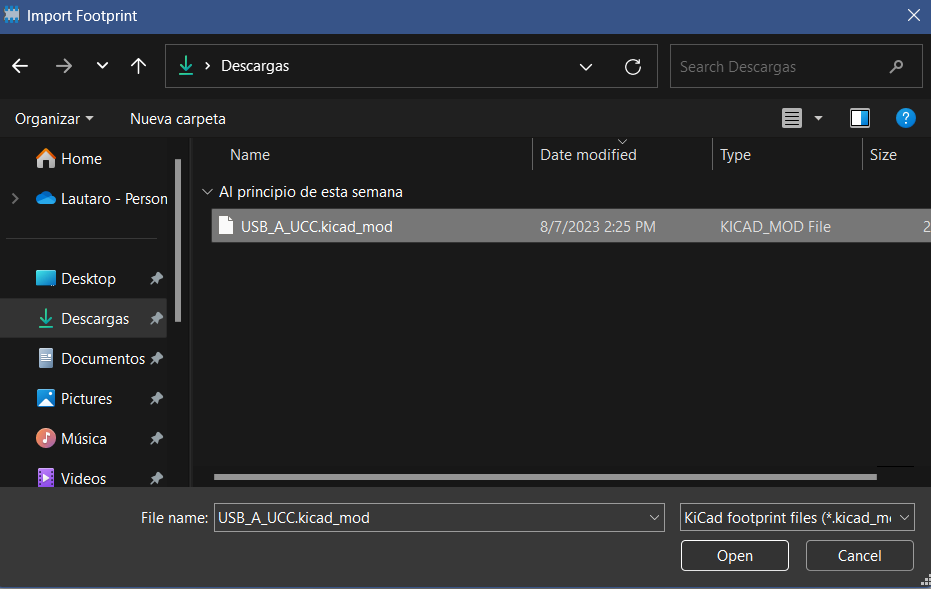 Import Footprint
Descargas
Search Descargas
Organizar
Nueva carpeta
?
Home
Lautaro - Person
Desktop
Descargas
Documentos
Pictures
Música
Videos
Name
Date modified
Type
Size
Al principio de esta semana
USB_A_UCC.kicad_mod
8/7/2023 2:25 PM
KICAD_MOD File
2
File name:
USB_A_UCC.kicad_mod
KiCad footprint files (*.kicad_m
Open
Cancel